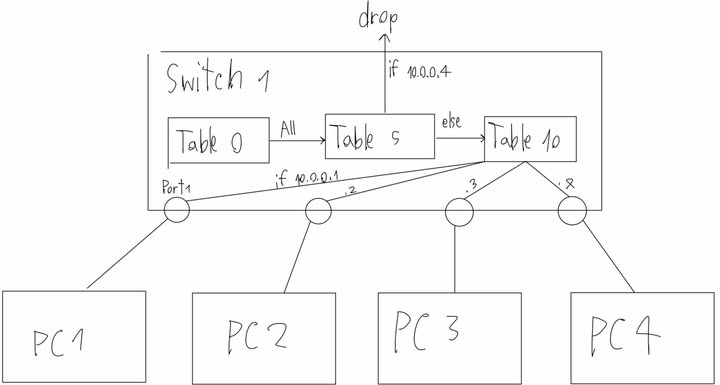 drop
if 10.0.0.4
Switch 1
Table 0
All
Table 5
else
Table 10
Port1
if 10.0.0.1
.2
.3
PC1
PC2
PC3
PC4